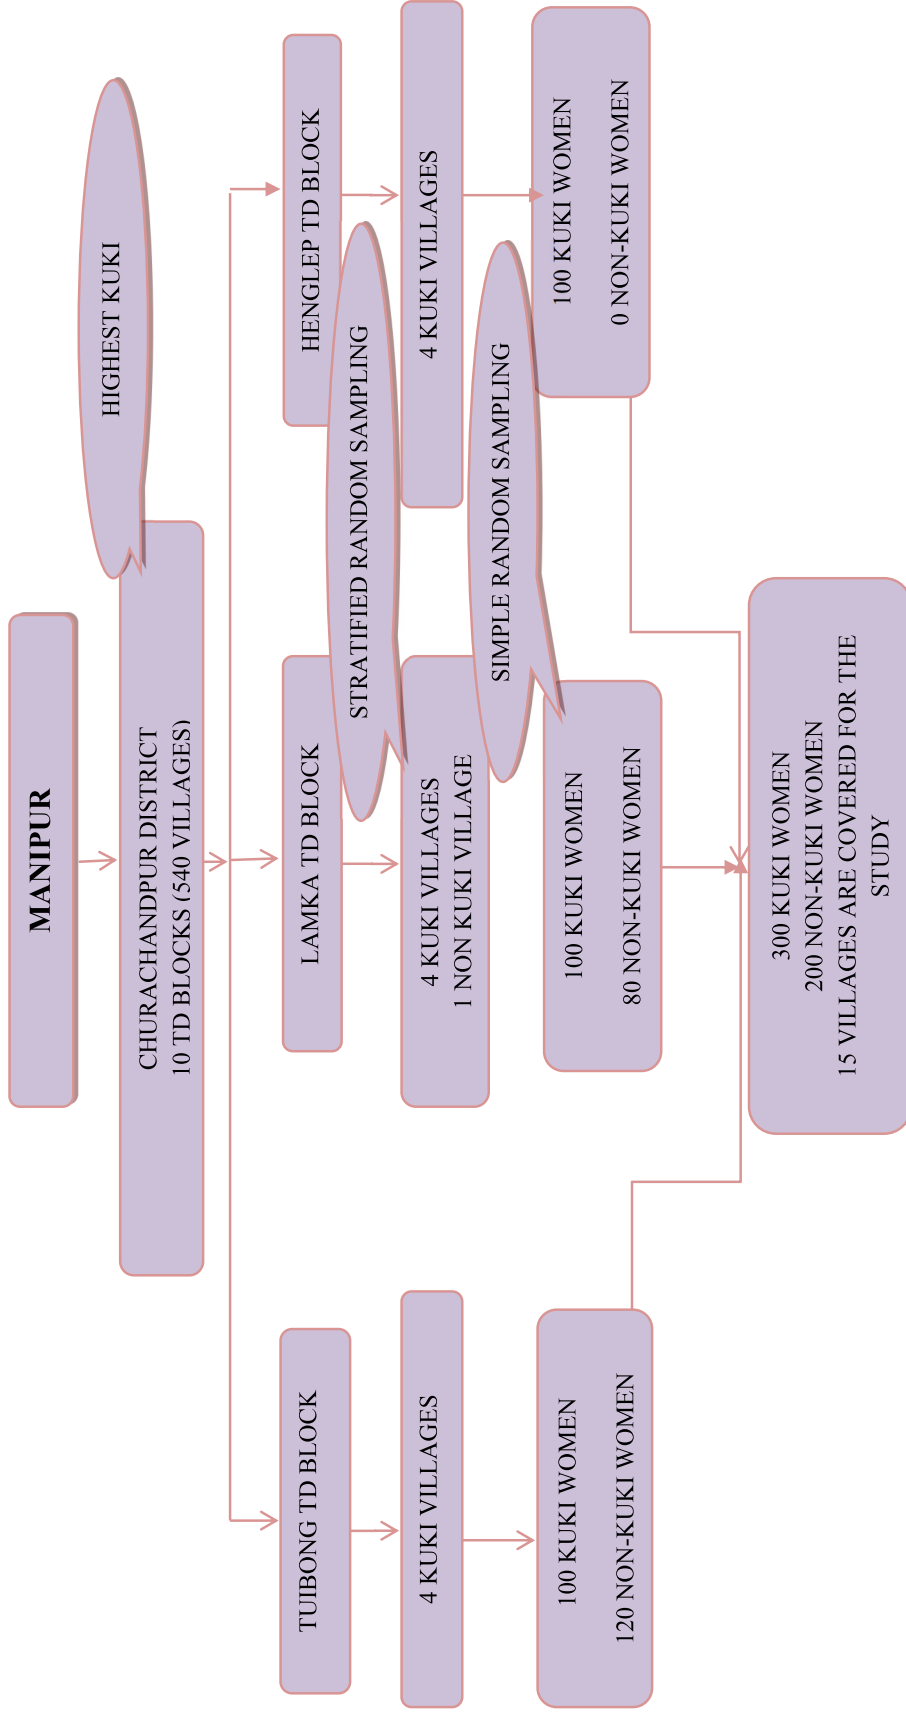 MANIPUR
HIGHEST KUKI
CHURACHANDPUR DISTRICT
10 TD BLOCKS (540 VILLAGES)
TUIBONG TD BLOCK
LAMKA TD BLOCK
HENGLEP TD BLOCK
STRATIFIED RANDOM SAMPLING
4 KUKI VILLAGES
4 KUKI VILLAGES
1 NON KUKI VILLAGE
4 KUKI VILLAGES
SIMPLE RANDOM SAMPLING
100 KUKI WOMEN
120 NON-KUKI WOMEN
100 KUKI WOMEN
80 NON-KUKI WOMEN
100 KUKI WOMEN
0 NON-KUKI WOMEN
300 KUKI WOMEN
200 NON-KUKI WOMEN
15 VILLAGES ARE COVERED FOR THE
STUDY